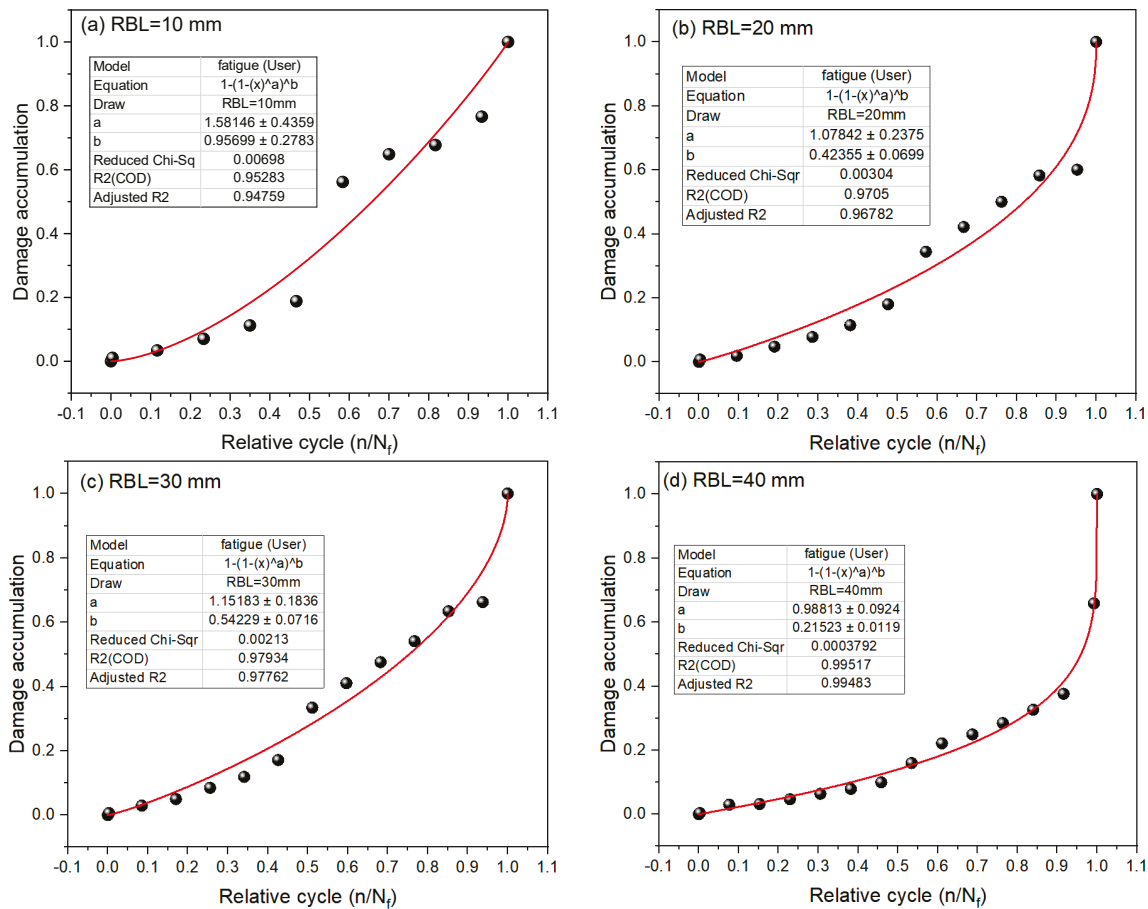 (a) RBL=10 mm
Model fatigue (User)
Equation 1-(1-(x)^a)^b
Draw RBL=10mm
a 1.58146 ± 0.4359
b 0.95699 ± 0.2783
Reduced Chi-Sq 0.00698
R2(COD) 0.95283
Adjusted R2 0.94759
Damage accumulation
1.0
0.8
0.6
0.4
0.2
0.0
-0.1 0.0 0.1 0.2 0.3 0.4 0.5 0.6 0.7 0.8 0.9 1.0 1.1
Relative cycle (n/Nf)
(b) RBL=20 mm
Model fatigue (User)
Equation 1-(1-(x)^a)^b
Draw RBL=20mm
a 1.07842 ± 0.2375
b 0.42355 ± 0.0699
Reduced Chi-Sqr 0.00304
R2(COD) 0.9705
Adjusted R2 0.96782
Damage accumulation
1.0
0.8
0.6
0.4
0.2
0.0
-0.1 0.0 0.1 0.2 0.3 0.4 0.5 0.6 0.7 0.8 0.9 1.0 1.1
Relative cycle (n/Nf)
(c) RBL=30 mm
Model fatigue (User)
Equation 1-(1-(x)^a)^b
Draw RBL=30mm
a 1.15183 ± 0.1836
b 0.54229 ± 0.0716
Reduced Chi-Sqr 0.00213
R2(COD) 0.97934
Adjusted R2 0.97762
Damage accumulation
1.0
0.8
0.6
0.4
0.2
0.0
-0.1 0.0 0.1 0.2 0.3 0.4 0.5 0.6 0.7 0.8 0.9 1.0 1.1
Relative cycle (n/Nf)
(d) RBL=40 mm
Model fatigue (User)
Equation 1-(1-(x)^a)^b
Draw RBL=40mm
a 0.98813 ± 0.0924
b 0.21523 ± 0.0119
Reduced Chi-Sqr 0.0003792
R2(COD) 0.99517
Adjusted R2 0.99483
Damage accumulation
1.0
0.8
0.6
0.4
0.2
0.0
-0.1 0.0 0.1 0.2 0.3 0.4 0.5 0.6 0.7 0.8 0.9 1.0 1.1
Relative cycle (n/Nf)